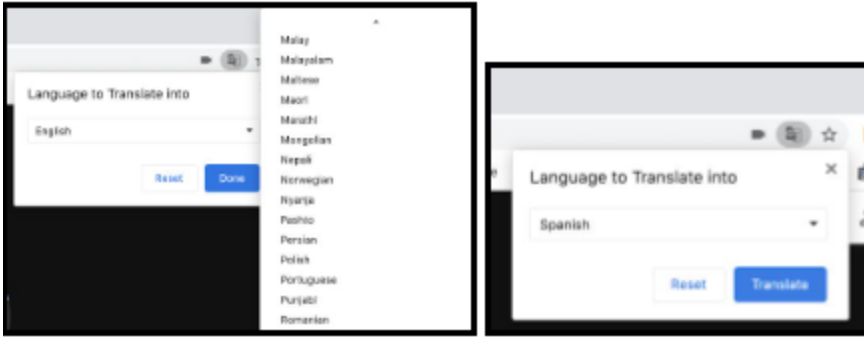 Language to Translate into
English
Reset
Done
Malay
Malayalam
Maltese
Maori
Marathi
Mongolian
Nepali
Norwegian
Nyanja
Pashto
Persian
Polish
Portuguese
Punjabi
Romanian
Language to Translate into
Spanish
Reset
Translate